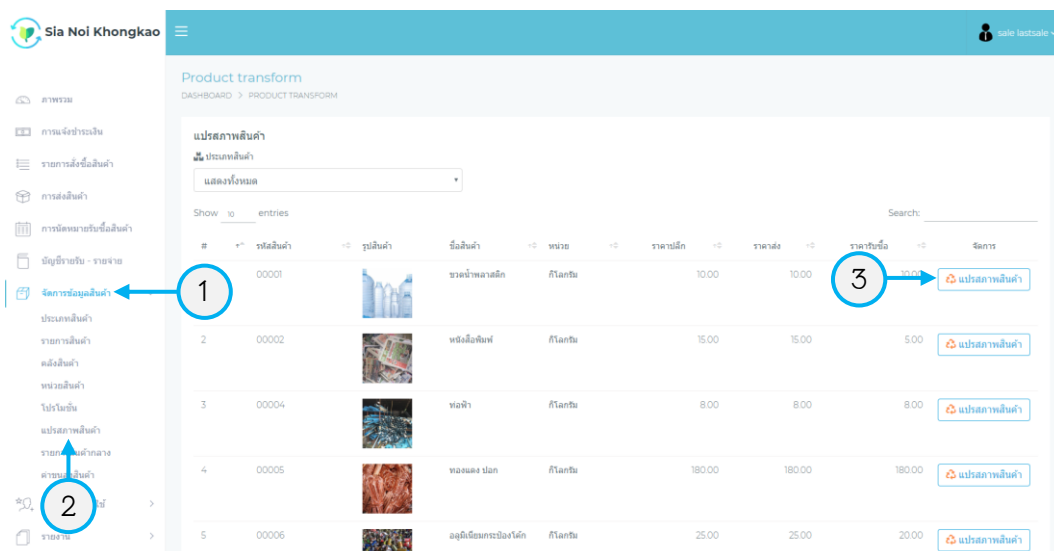 Sia Noi Khongkao
sale lastsale
Product transform
DASHBOARD > PRODUCT TRANSFORM
ภาพรวม
การแจ้งชำระเงิน
รายการสั่งซื้อสินค้า
การส่งสินค้า
การนัดหมายรับซื้อสินค้า
บัญชีรายรับ - รายจ่าย
จัดการข้อมูลสินค้า
ประเภทสินค้า
รายการสินค้า
คลังสินค้า
หน่วยสินค้า
โปรโมชั่น
แปรสภาพสินค้า
รายงาน
1
2
3
แปรสภาพสินค้า
ประเภทสินค้า
แสดงทั้งหมด
Show 10 entries
Search:
# รหัสสินค้า รูปสินค้า ชื่อสินค้า หน่วย ราคาปลีก ราคาส่ง ราคารับซื้อ จัดการ
00001 ขวดน้ำพลาสติก กิโลกรัม 10.00 10.00 10.00 แปรสภาพสินค้า
2 00002 หนังสือพิมพ์ กิโลกรัม 15.00 15.00 5.00 แปรสภาพสินค้า
3 00004 ท่อฟ้า กิโลกรัม 8.00 8.00 8.00 แปรสภาพสินค้า
4 00005 ทองแดง ปอก กิโลกรัม 180.00 180.00 180.00 แปรสภาพสินค้า
5 00006 อลูมิเนียมกระป๋องโค้ก กิโลกรัม 25.00 25.00 20.00 แปรสภาพสินค้า